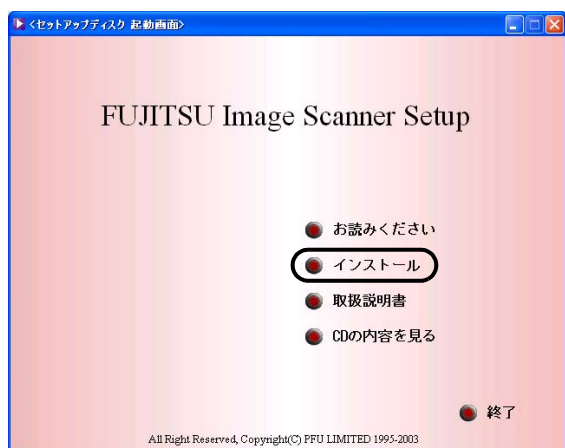 <セットアップディスク 起動画面>
FUJITSU Image Scanner Setup
お読みください
インストール
取扱説明書
CDの内容を見る
終了
All Right Reserved, Copyright(C) PFU LIMITED 1995-2003